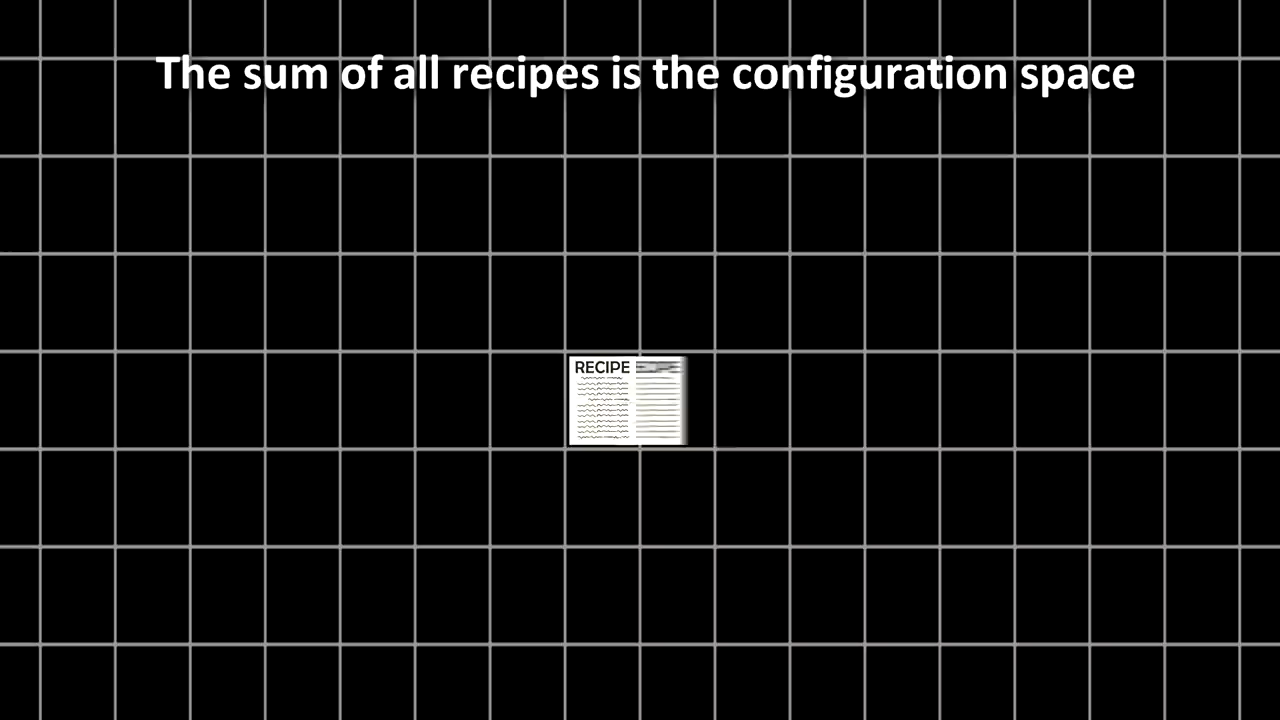 The sum of all recipes is the configuration space
RECIPE